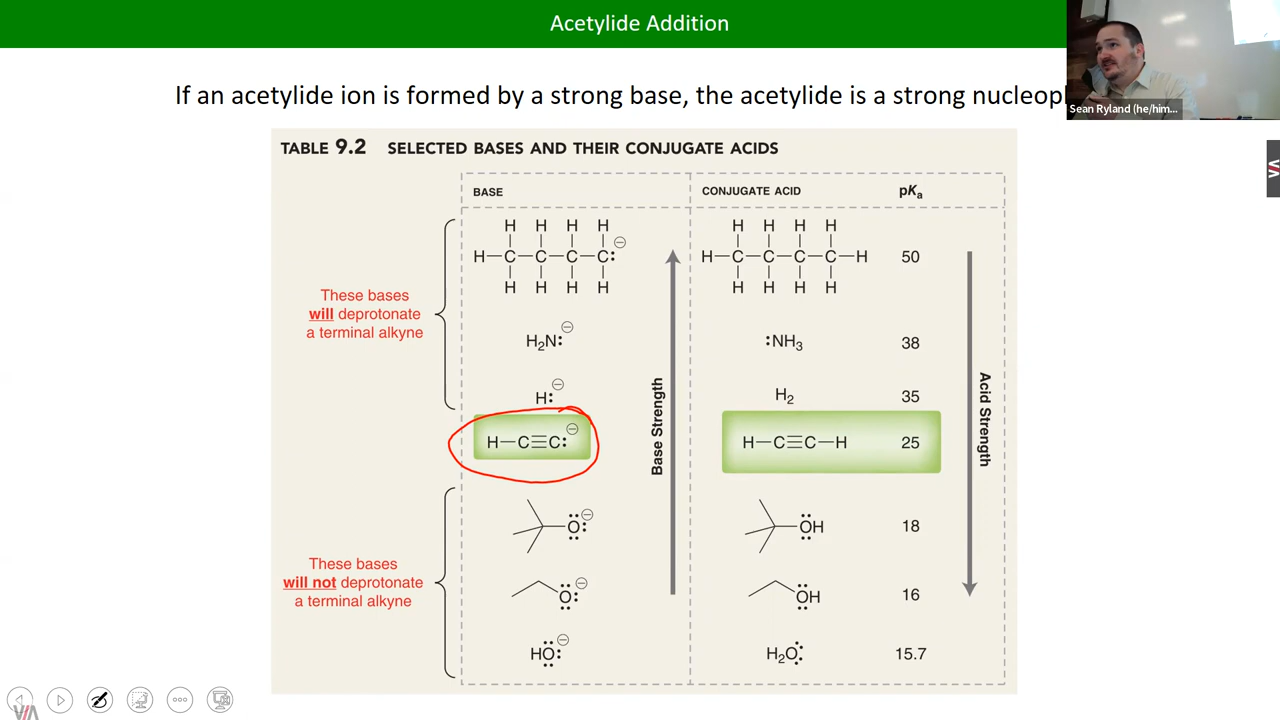 Acetylide Addition
If an acetylide ion is formed by a strong base, the acetylide is a strong nucleop
Sean Ryland (he/him...
TABLE 9.2 SELECTED BASES AND THEIR CONJUGATE ACIDS
BASE CONJUGATE ACID pKa
H H H H H H H H
H—C—C—C—C:⊖ H—C—C—C—C—H 50
H H H H H H H H
These bases
will deprotonate
a terminal alkyne
H2N:⊖ :NH3 38
H:⊖ H2 35
H—C≡C:⊖ H—C≡C—H 25
Base Strength
Acid Strength
O⊖ OH 18
These bases
will not deprotonate
a terminal alkyne
O⊖ OH 16
HO⊖ H2O 15.7